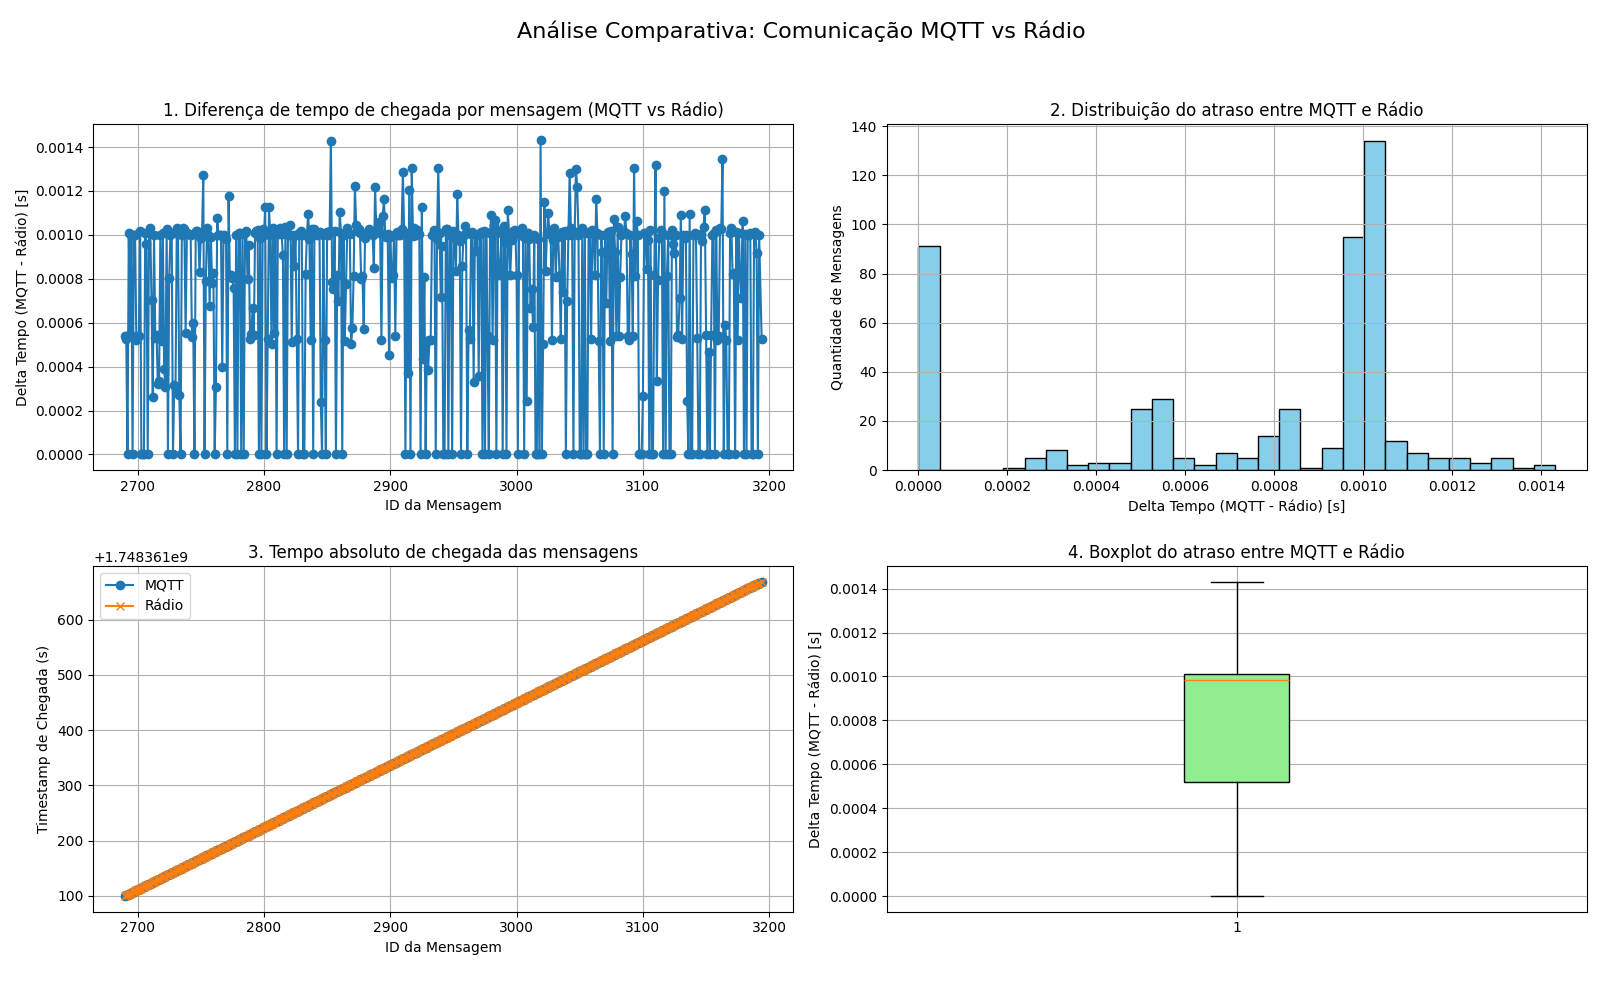 Análise Comparativa: Comunicação MQTT vs Rádio
1. Diferença de tempo de chegada por mensagem (MQTT vs Rádio)
Delta Tempo (MQTT - Rádio) [s]
0.0014
0.0012
0.0010
0.0008
0.0006
0.0004
0.0002
0.0000
2700 2800 2900 3000 3100 3200
ID da Mensagem
2. Distribuição do atraso entre MQTT e Rádio
Quantidade de Mensagens
140
120
100
80
60
40
20
0
0.0000 0.0002 0.0004 0.0006 0.0008 0.0010 0.0012 0.0014
Delta Tempo (MQTT - Rádio) [s]
3. Tempo absoluto de chegada das mensagens
+1.748361e9
MQTT
Rádio
Timestamp de Chegada (s)
600
500
400
300
200
100
2700 2800 2900 3000 3100 3200
ID da Mensagem
4. Boxplot do atraso entre MQTT e Rádio
Delta Tempo (MQTT - Rádio) [s]
0.0014
0.0012
0.0010
0.0008
0.0006
0.0004
0.0002
0.0000
1